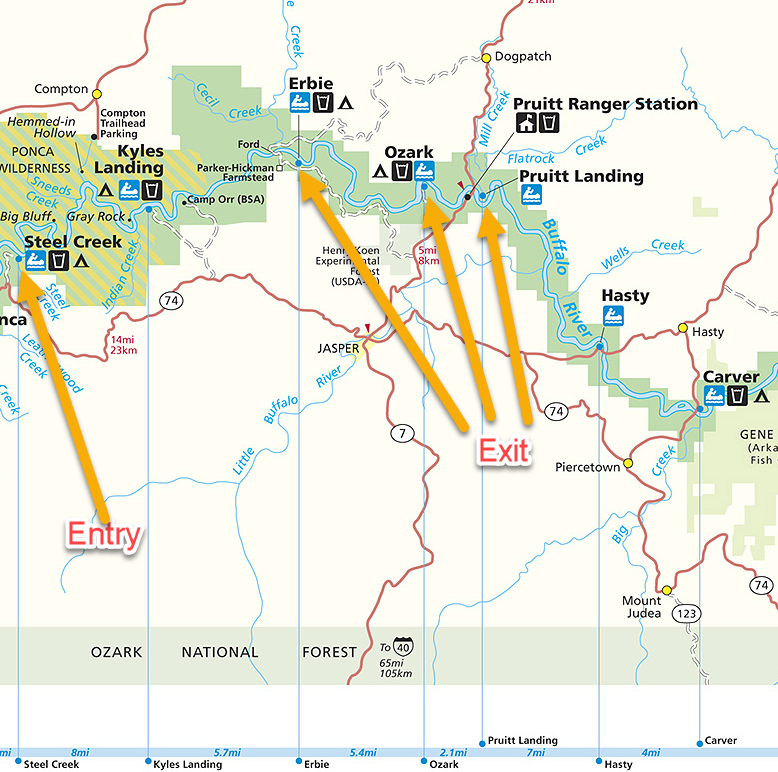 21km
Creek
Dogpatch
Erbie
Compton
Cecil Creek
Mill Creek
Pruitt Ranger Station
Compton
Trailhead
Parking
Hemmed-in
Hollow
Ford
Ozark
Flatrock Creek
PONCA
WILDERNESS
Kyles
Landing
Parker-Hickman
Farmstead
Pruitt Landing
Sneeds
Creek
Camp Orr (BSA)
Big Bluff
Gray Rock
Buffalo
River
Steel Creek
Indian Creek
Henry Koen
Experimental
Forest
(USDA-
5mi
8km
Wells Creek
Steel
Creek
Hasty
74
nca
Hasty
14mi
23km
JASPER
Creek
Creek
Carver
Little Buffalo River
74
7
GENE
(Arka
Fish
Exit
Piercetown
Creek
Entry
Big
74
Mount
Judea
123
OZARK NATIONAL FOREST
To 40
65mi
105km
Pruitt Landing
Carver
mi 8mi 5.7mi 5.4mi 2.1mi 7mi 4mi
Steel Creek Kyles Landing Erbie Ozark Hasty